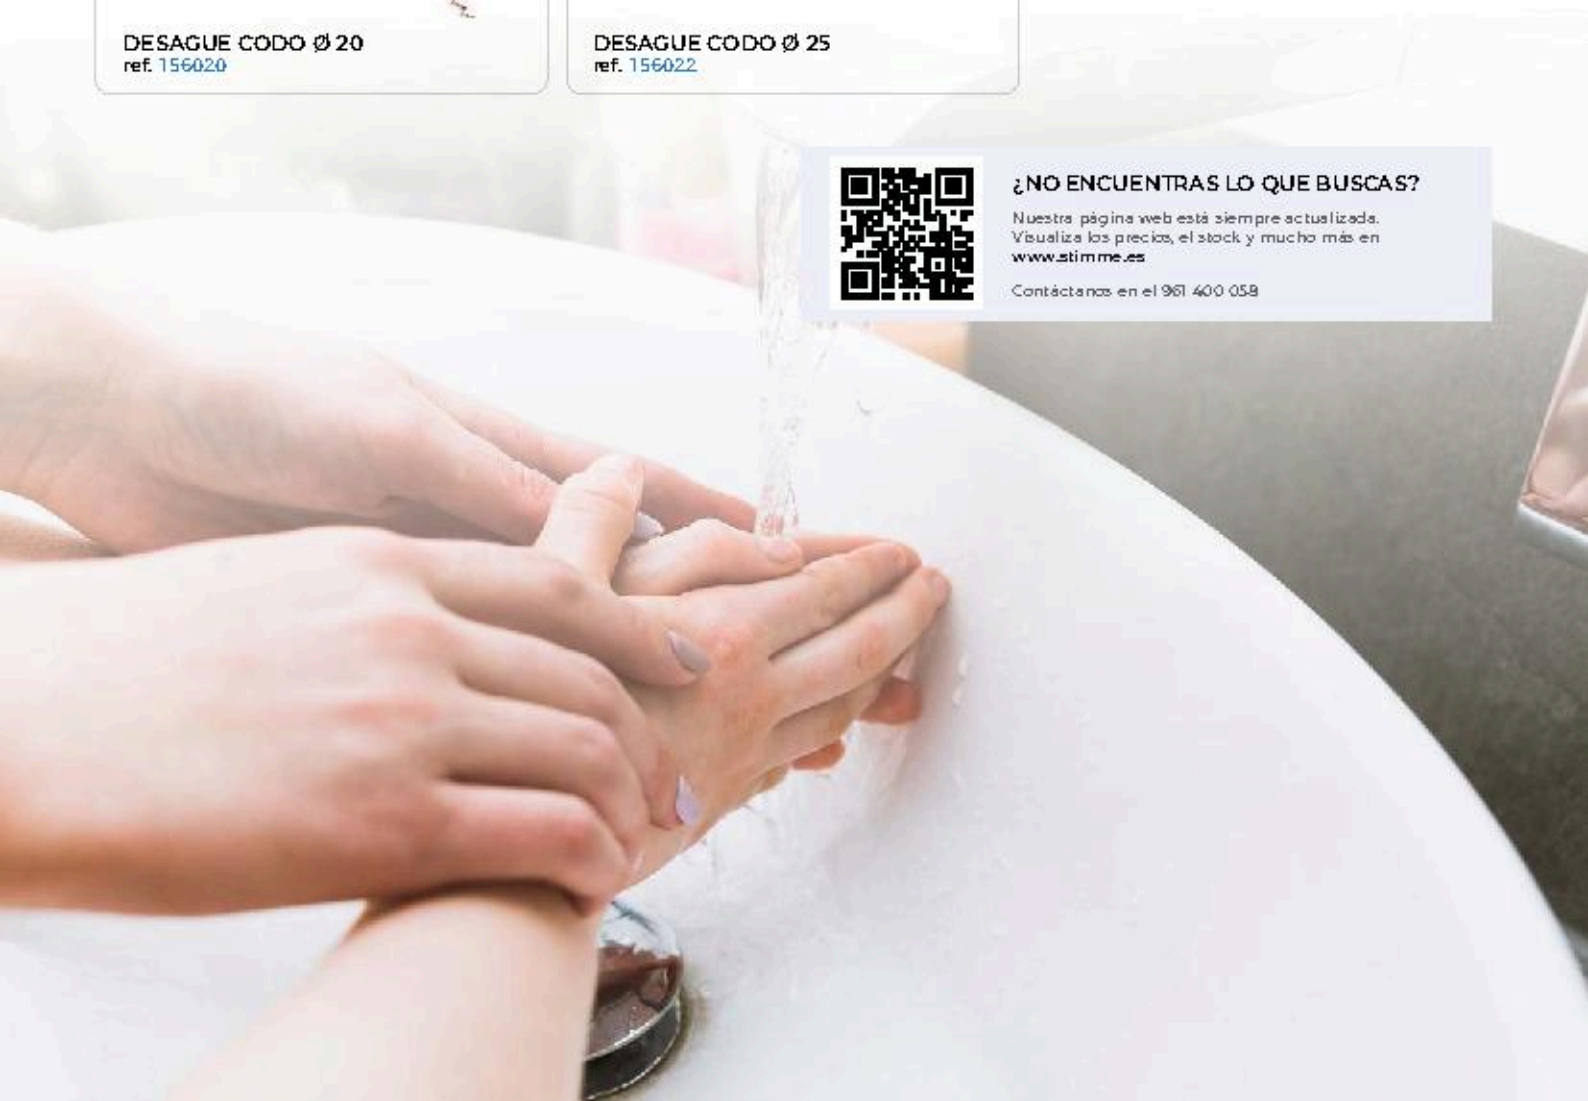 DESAGUE CODO Ø 20
ref. 156020
DESAGUE CODO Ø 25
ref. 156022
¿NO ENCUENTRAS LO QUE BUSCAS?
Nuestra página web está siempre actualizada.
Visualiza los precios, el stock y mucho más en
www.stimme.es
Contáctanos en el 961 400 058